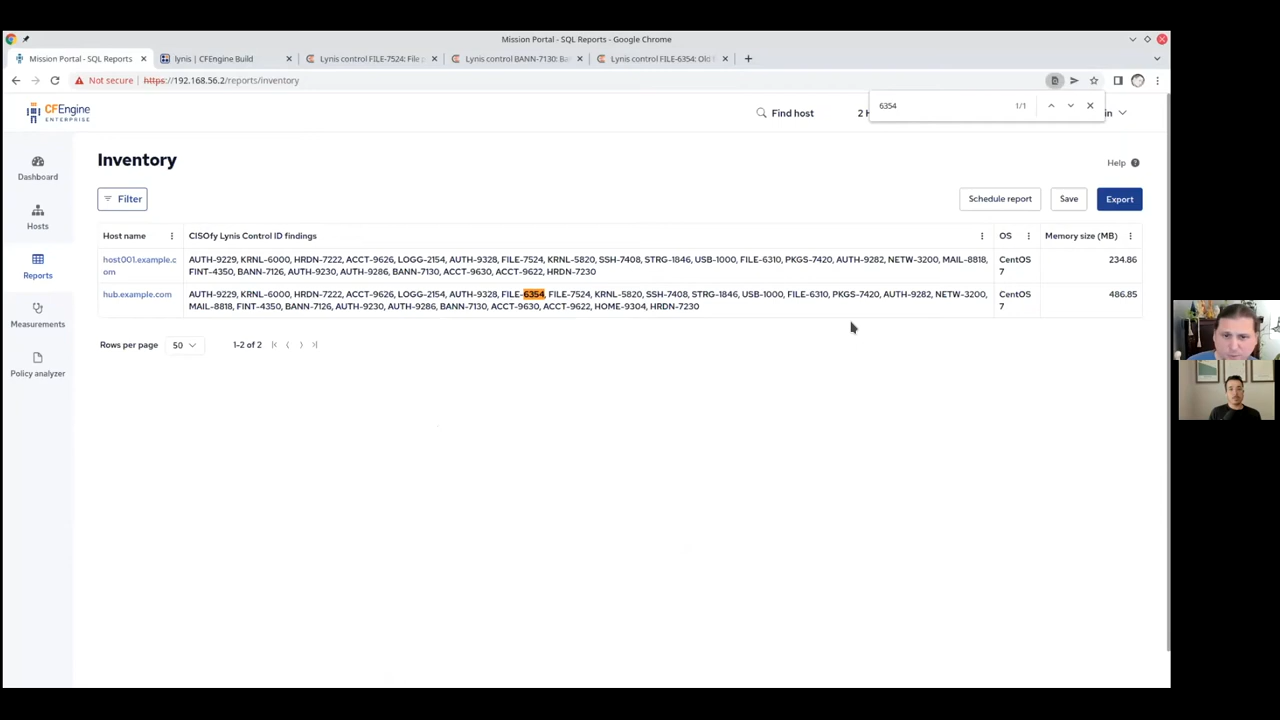 Mission Portal - SQL Reports - Google Chrome
Mission Portal - SQL Reports
lynis | CFEngine Build
Lynis control FILE-7524: File
Lynis control BANN-7130: Ba
Lynis control FILE-6354: Old
Not secure
https://192.168.56.2/reports/inventory
6354
1/1
CFEngine
ENTERPRISE
Find host
Inventory
Help
Filter
Schedule report
Save
Export
Host name
CISOfy Lynis Control ID findings
OS
Memory size (MB)
host001.example.c
om
AUTH-9229, KRNL-6000, HRDN-7222, ACCT-9626, LOGG-2154, AUTH-9328, FILE-7524, KRNL-5820, SSH-7408, STRG-1846, USB-1000, FILE-6310, PKGS-7420, AUTH-9282, NETW-3200, MAIL-8818,
FINT-4350, BANN-7126, AUTH-9230, AUTH-9286, BANN-7130, ACCT-9630, ACCT-9622, HRDN-7230
CentOS
7
234.86
hub.example.com
AUTH-9229, KRNL-6000, HRDN-7222, ACCT-9626, LOGG-2154, AUTH-9328, FILE-6354, FILE-7524, KRNL-5820, SSH-7408, STRG-1846, USB-1000, FILE-6310, PKGS-7420, AUTH-9282, NETW-3200,
MAIL-8818, FINT-4350, BANN-7126, AUTH-9230, AUTH-9286, BANN-7130, ACCT-9630, ACCT-9622, HOME-9304, HRDN-7230
CentOS
7
486.85
Rows per page
50
1-2 of 2
Dashboard
Hosts
Reports
Measurements
Policy analyzer